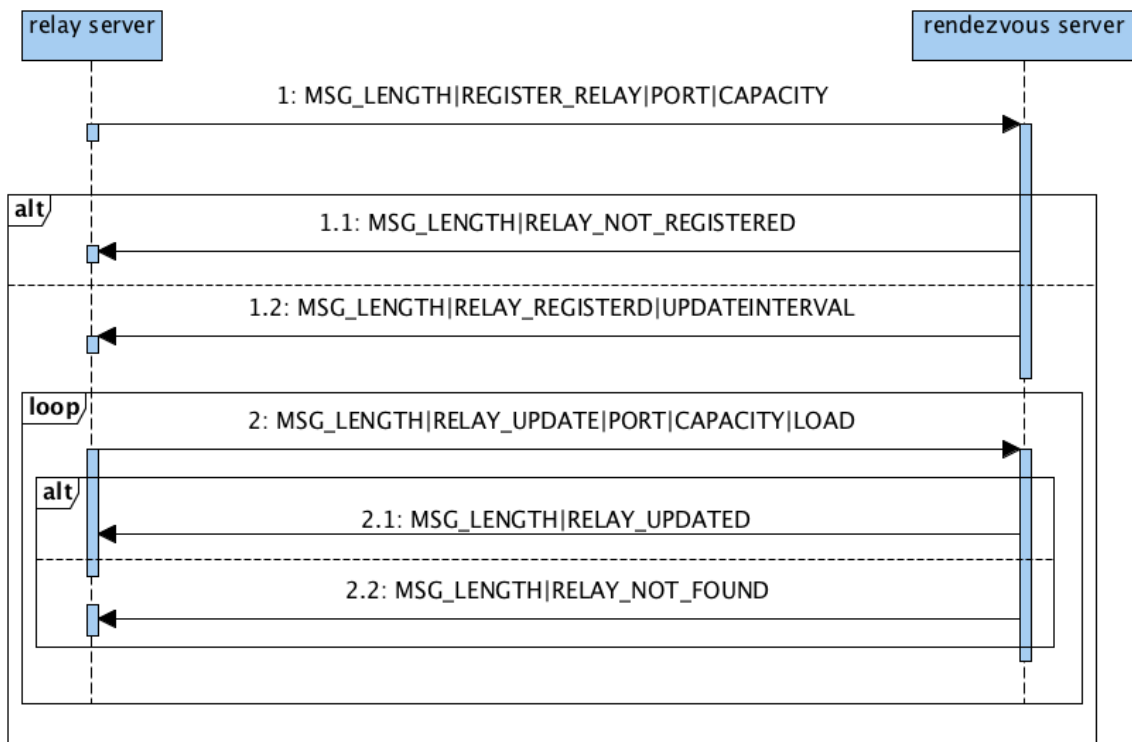 relay server
rendezvous server
1: MSG_LENGTH|REGISTER_RELAY|PORT|CAPACITY
alt
1.1: MSG_LENGTH|RELAY_NOT_REGISTERED
1.2: MSG_LENGTH|RELAY_REGISTERD|UPDATEINTERVAL
loop
2: MSG_LENGTH|RELAY_UPDATE|PORT|CAPACITY|LOAD
alt
2.1: MSG_LENGTH|RELAY_UPDATED
2.2: MSG_LENGTH|RELAY_NOT_FOUND